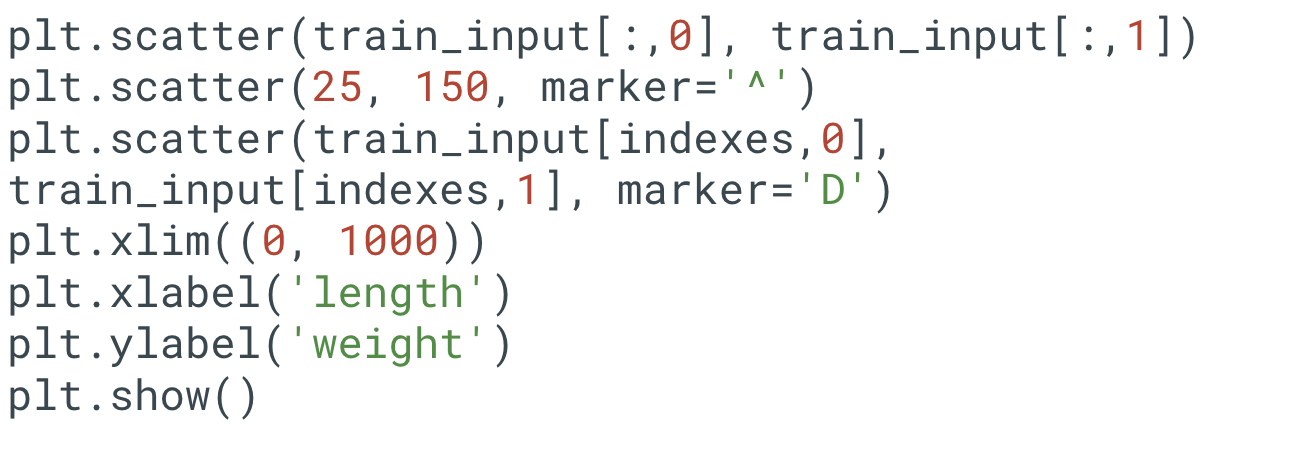 plt.scatter(train_input[:,0], train_input[:,1])
plt.scatter(25, 150, marker='^')
plt.scatter(train_input[indexes,0],
train_input[indexes,1], marker='D')
plt.xlim((0, 1000))
plt.xlabel('length')
plt.ylabel('weight')
plt.show()